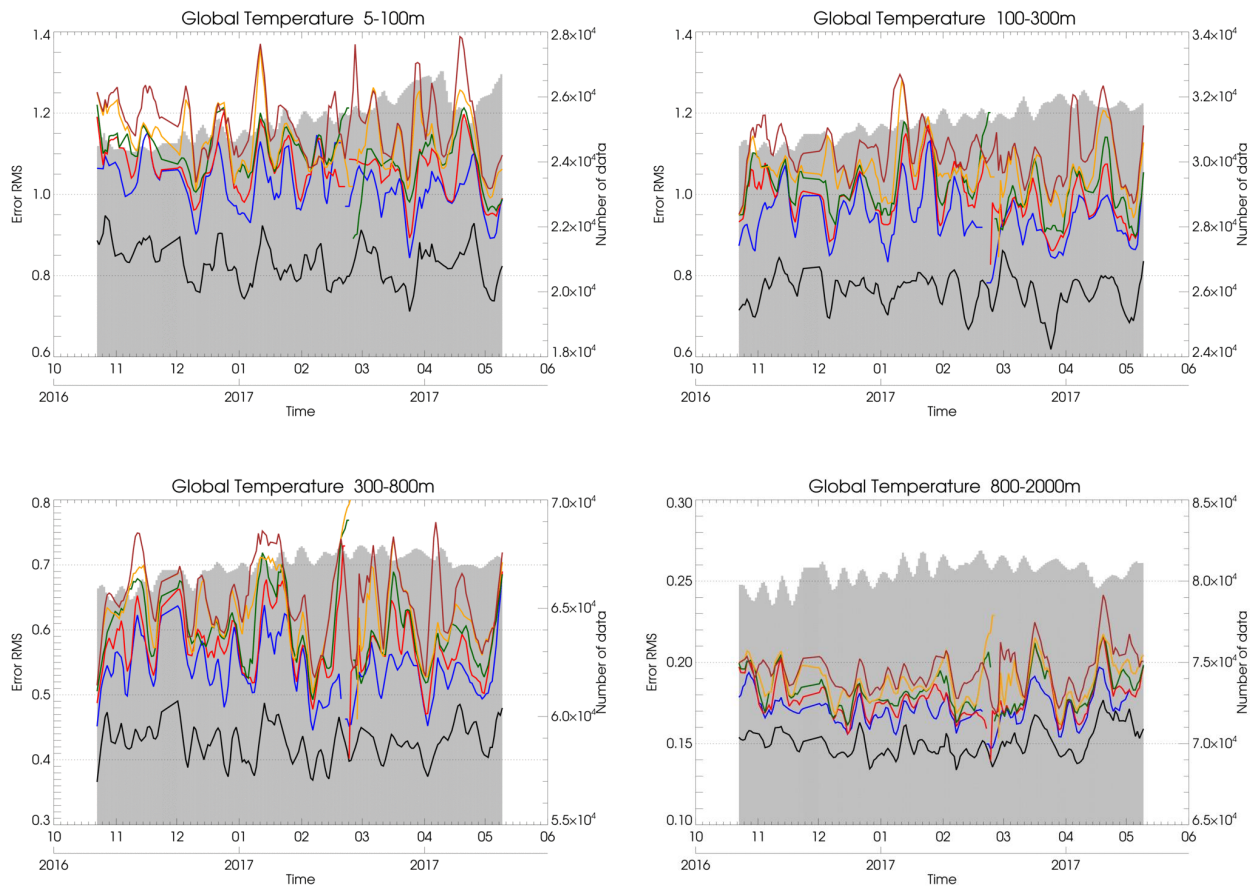 Global Temperature 5-100m
1.4
1.2
1.0
0.8
0.6
Error RMS
2.8×10⁴
2.6×10⁴
2.4×10⁴
2.2×10⁴
2.0×10⁴
1.8×10⁴
Number of data
10 11 12 01 02 03 04 05 06
2016 2017 2017
Time
Global Temperature 100-300m
1.4
1.2
1.0
0.8
0.6
Error RMS
3.4×10⁴
3.2×10⁴
3.0×10⁴
2.8×10⁴
2.6×10⁴
2.4×10⁴
Number of data
10 11 12 01 02 03 04 05 06
2016 2017 2017
Time
Global Temperature 300-800m
0.8
0.7
0.6
0.5
0.4
0.3
Error RMS
7.0×10⁴
6.5×10⁴
6.0×10⁴
5.5×10⁴
Number of data
10 11 12 01 02 03 04 05 06
2016 2017 2017
Time
Global Temperature 800-2000m
0.30
0.25
0.20
0.15
0.10
Error RMS
8.5×10⁴
8.0×10⁴
7.5×10⁴
7.0×10⁴
6.5×10⁴
Number of data
10 11 12 01 02 03 04 05 06
2016 2017 2017
Time